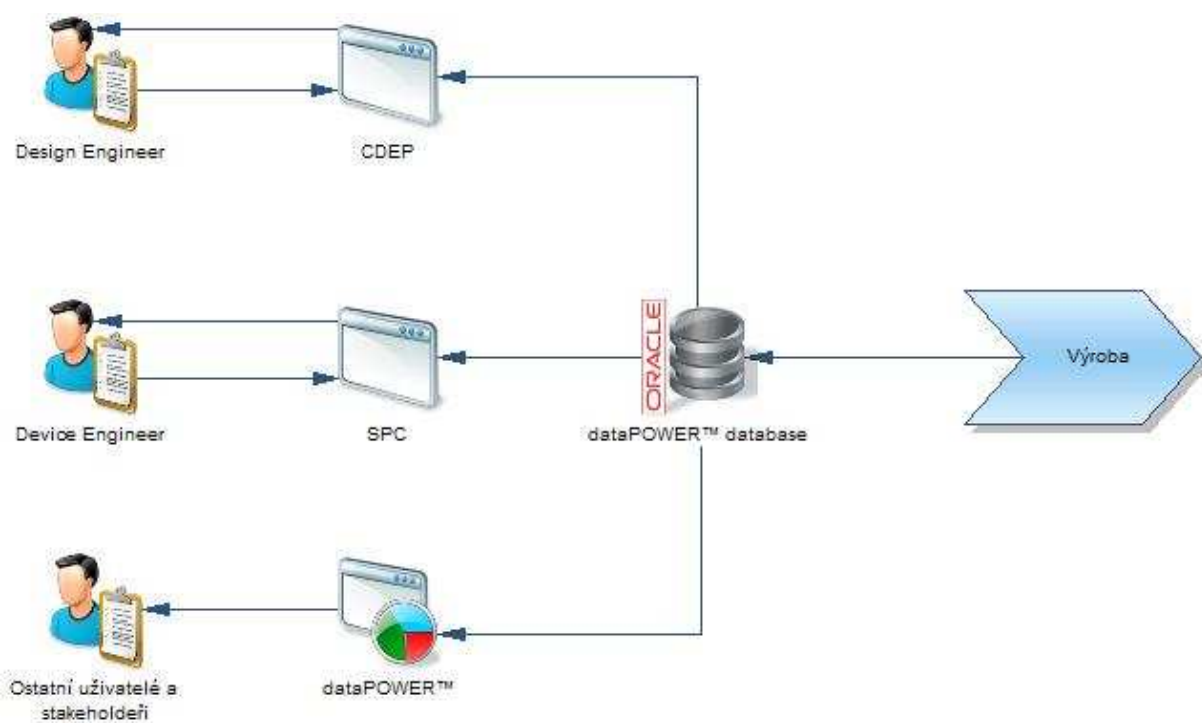 Design Engineer
CDEP
Device Engineer
SPC
ORACLE
dataPOWER™ database
Výroba
Ostatní uživatelé a
stakeholdeři
dataPOWER™